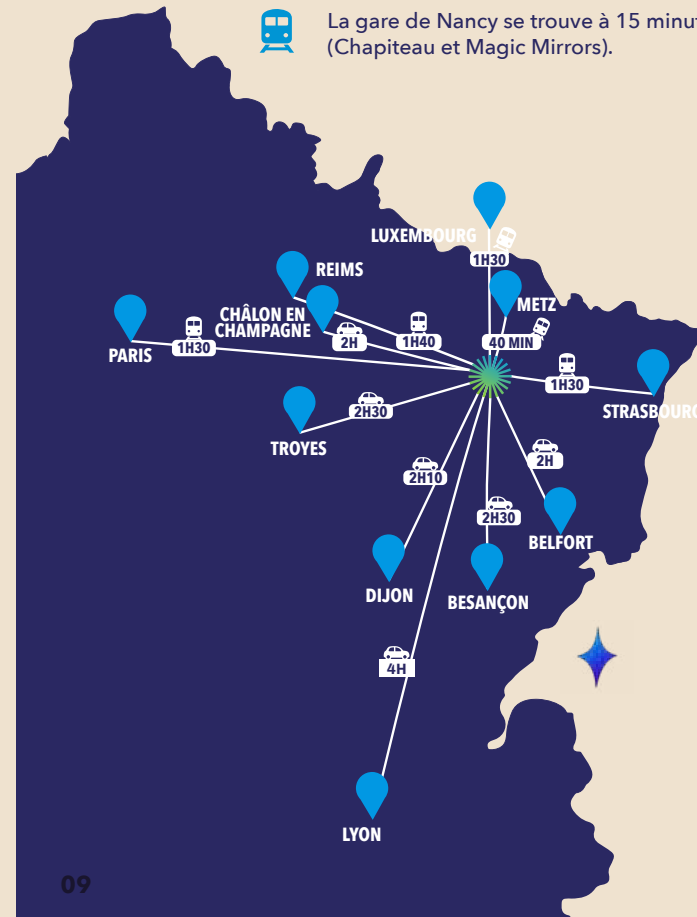 La gare de Nancy se trouve à 15 minut
(Chapiteau et Magic Mirrors).
LUXEMBOURG
1H30
REIMS
METZ
CHÂLON EN
CHAMPAGNE
2H
1H40
40 MIN
PARIS
1H30
1H30
STRASBOURG
2H30
TROYES
2H10
2H
2H30
BELFORT
DIJON
BESANÇON
4H
LYON
09